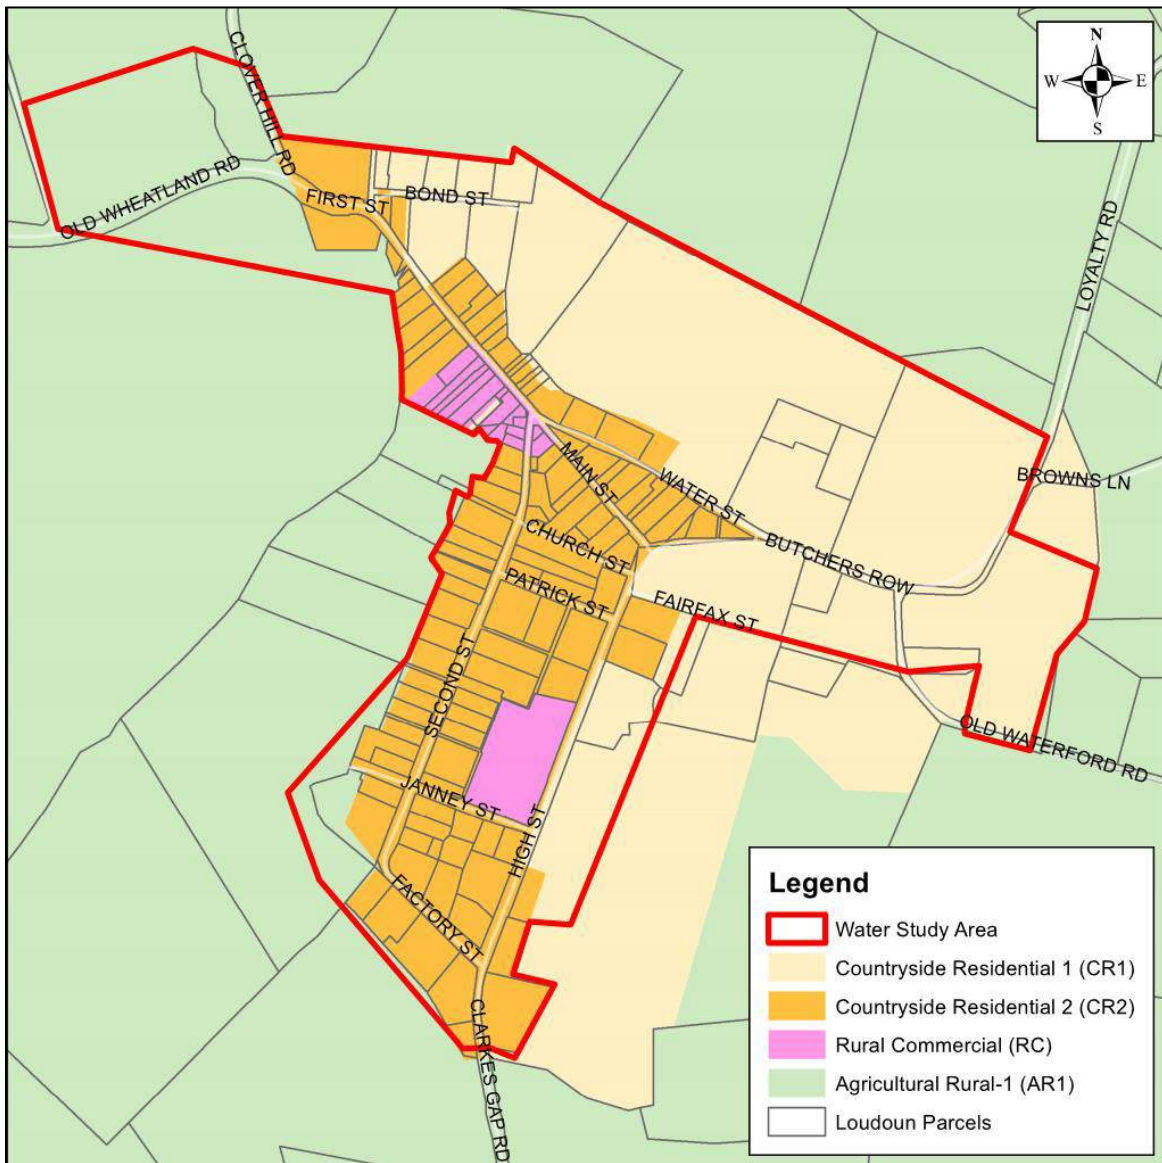 N
W
E
S
CLOVER HILL RD
OLD WHEATLAND RD
FIRST ST
BOND ST
LOYALTY RD
MAIN ST
WATER ST
BROWNS LN
CHURCH ST
BUTCHERS ROW
PATRICK ST
FAIRFAX ST
SECOND ST
OLD WATERFORD RD
JANNEY ST
HIGH ST
FACTORY ST
CLARKES GAP RD
Legend
Water Study Area
Countryside Residential 1 (CR1)
Countryside Residential 2 (CR2)
Rural Commercial (RC)
Agricultural Rural-1 (AR1)
Loudoun Parcels